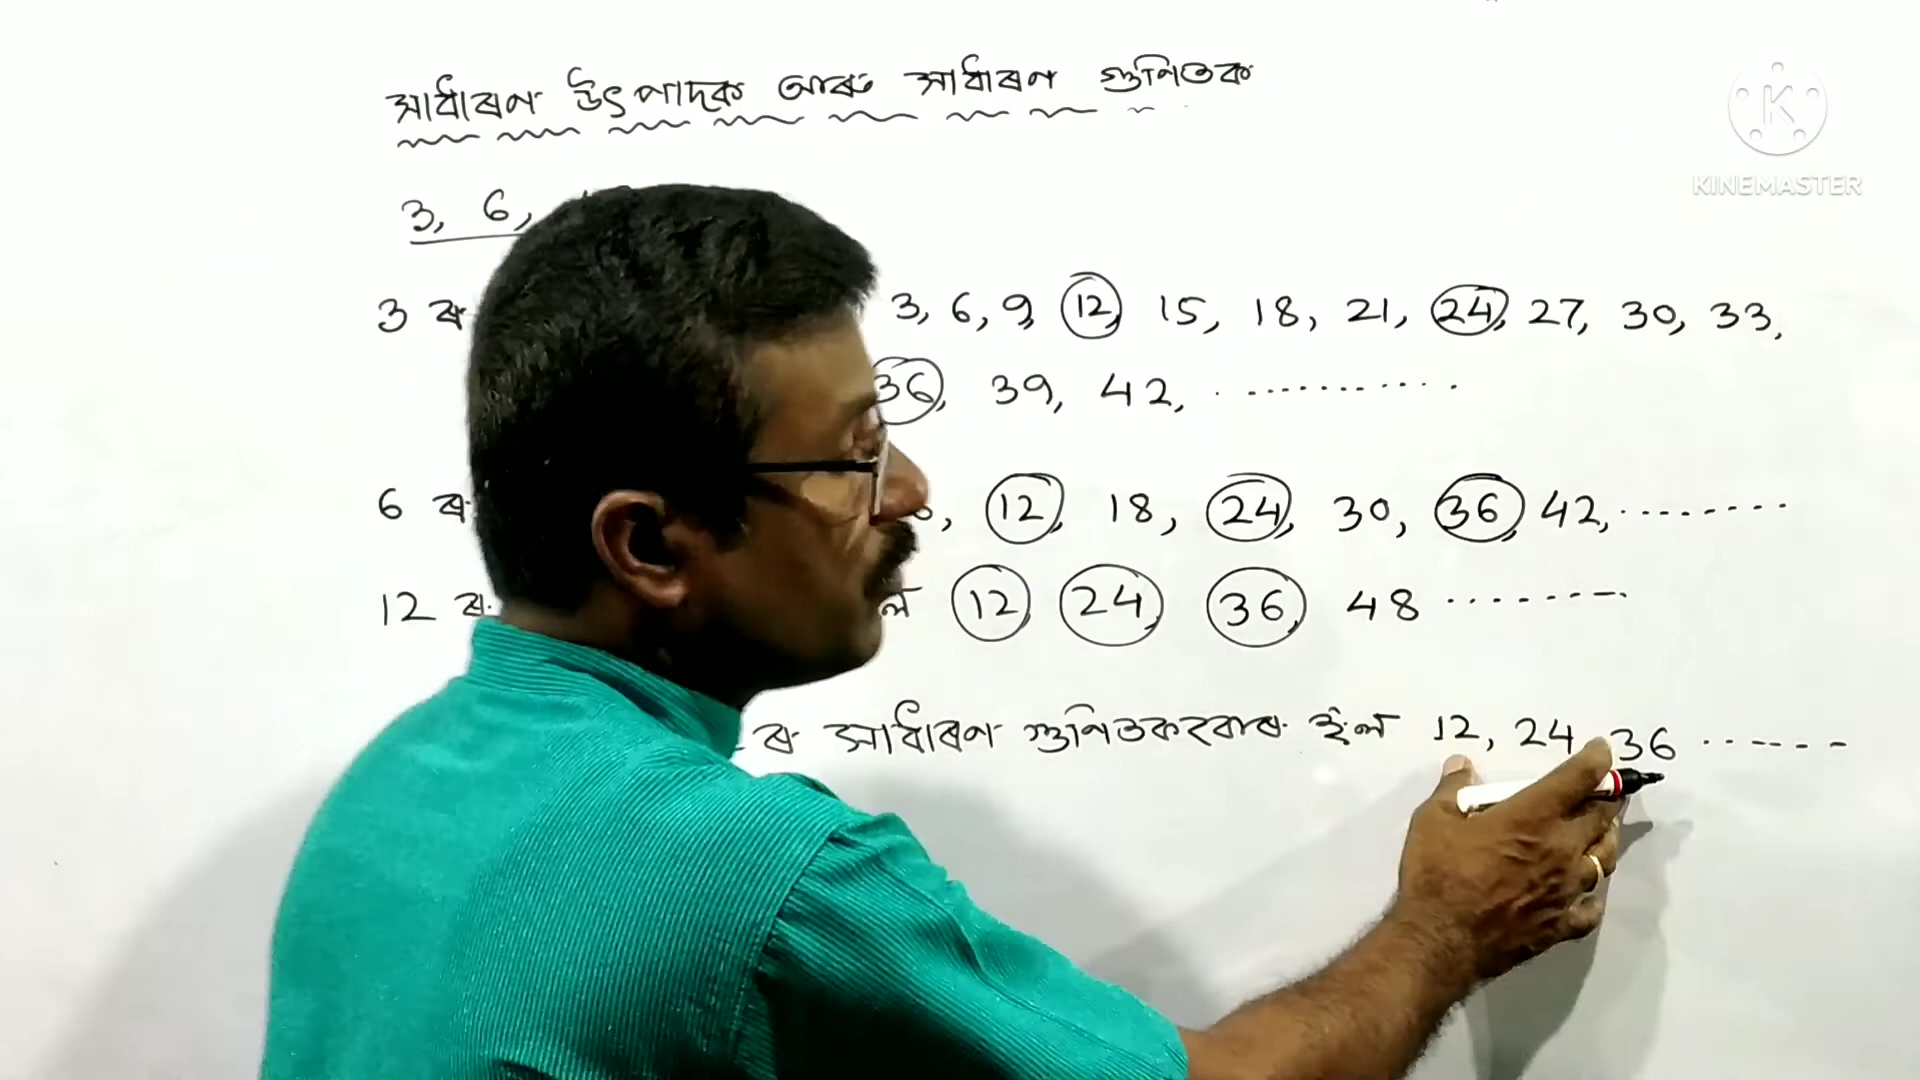 সাধাৰণ উৎপাদক আৰু সাধাৰণ গুণিতক
KINEMASTER
3, 6,
3 ৰ 3, 6, 9, 12, 15, 18, 21, 24, 27, 30, 33,
36, 39, 42, ............
6 ৰ 12, 18, 24, 30, 36, 42, ........
12 ৰ 12, 24, 36, 48 ........
ৰ সাধাৰণ গুণিতকবোৰ হ'ল 12, 24, 36 ......